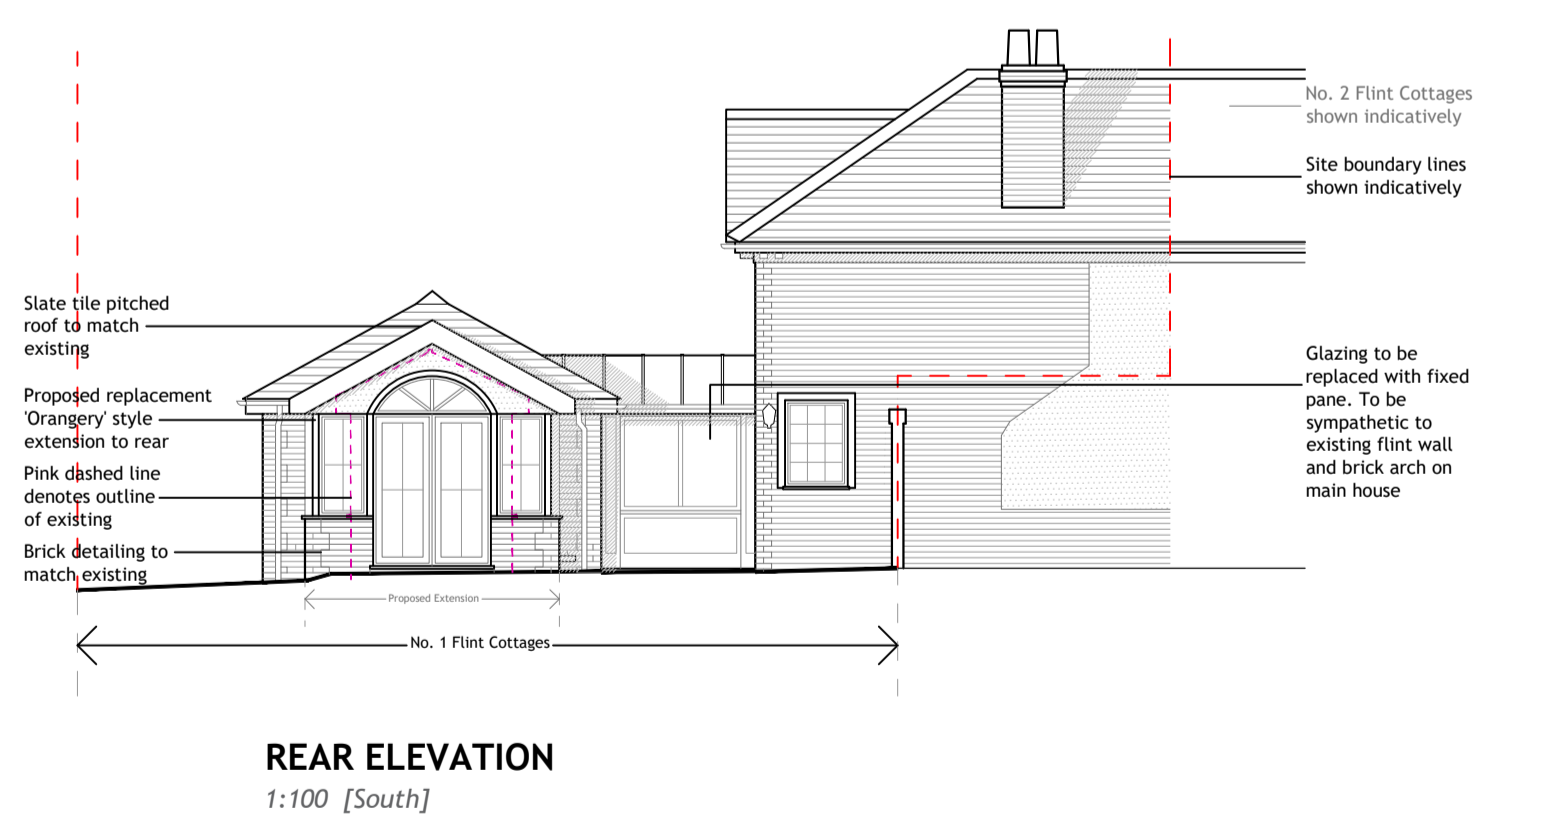 No. 2 Flint Cottages
shown indicatively
Site boundary lines
shown indicatively
Slate tile pitched
roof to match
existing
Proposed replacement
'Orangery' style
extension to rear
Pink dashed line
denotes outline
of existing
Brick detailing to
match existing
Glazing to be
replaced with fixed
pane. To be
sympathetic to
existing flint wall
and brick arch on
main house
Proposed Extension
No. 1 Flint Cottages
REAR ELEVATION
1:100 [South]